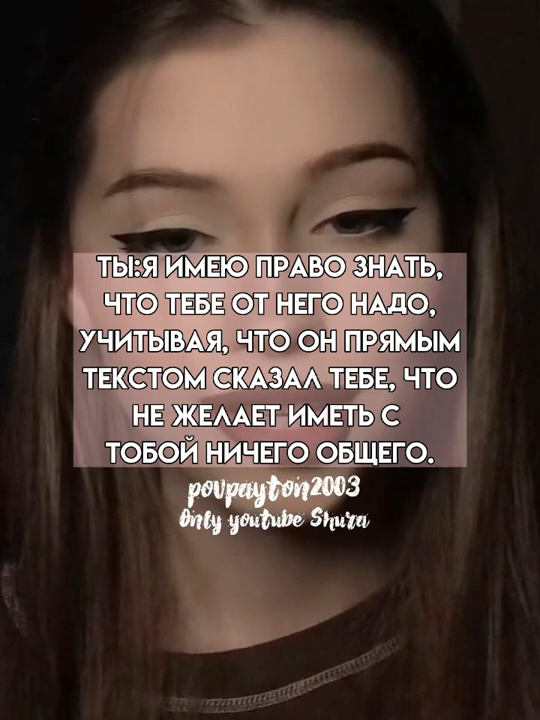 ТЫ:Я ИМЕЮ ПРАВО ЗНАТЬ,
ЧТО ТЕБЕ ОТ НЕГО НАДО,
УЧИТЫВАЯ, ЧТО ОН ПРЯМЫМ
ТЕКСТОМ СКАЗАЛ ТЕБЕ, ЧТО
НЕ ЖЕЛАЕТ ИМЕТЬ С
ТОБОЙ НИЧЕГО ОБЩЕГО.
povpayton2003
Only youtube Shura